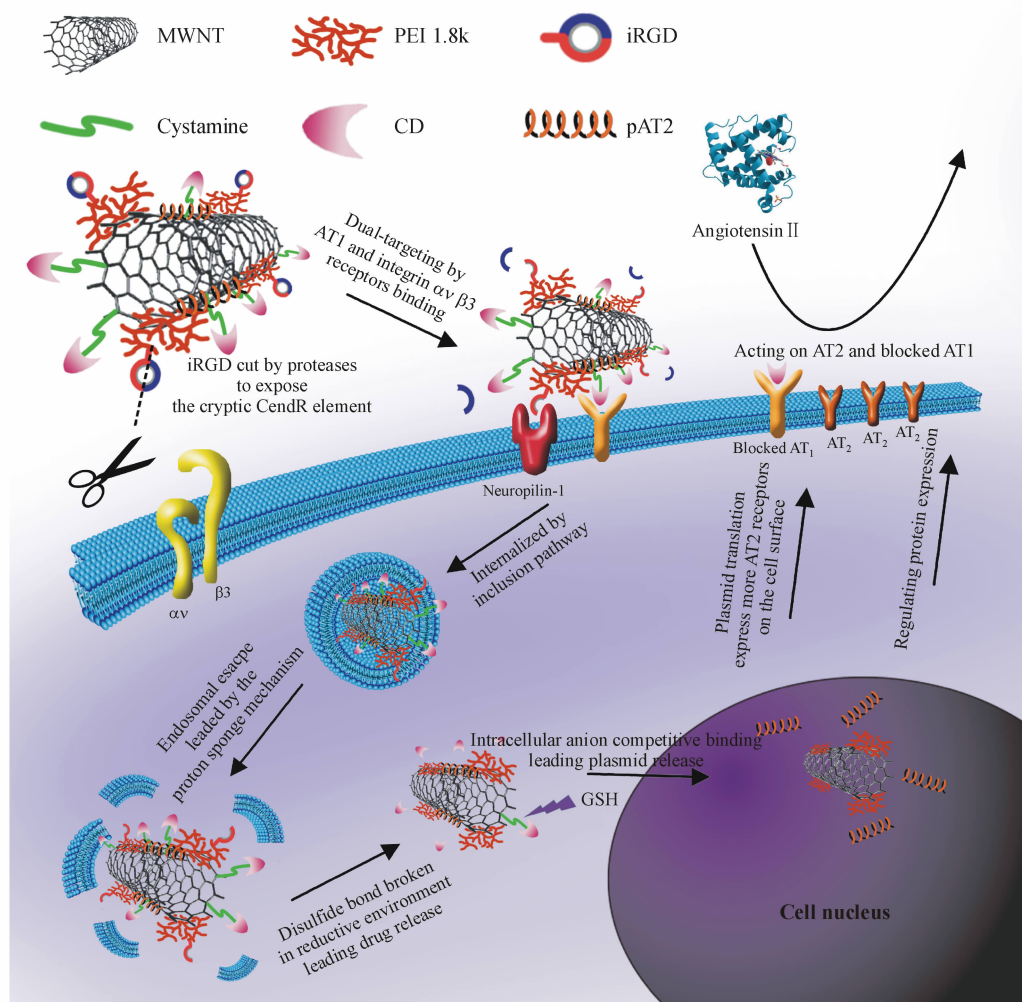 MWNT
PEI 1.8k
iRGD
Cystamine
CD
pAT2
Angiotensin II
Dual-targeting by
AT1 and integrin αv β3
receptors binding
iRGD cut by proteases
to expose
the cryptic CendR element
Acting on AT2 and blocked AT1
Blocked AT1
AT2
AT2
AT2
Neuropilin-1
αv
β3
Internalized by
inclusion pathway
Plasmid translation
express more AT2 receptors
on the cell surface
Regulating protein expression
Endosomal esacpe
leaded by the
proton sponge mechanism
Intracellular anion competitive binding
leading plasmid release
GSH
Disulfide bond broken
in reductive environment
leading drug release
Cell nucleus